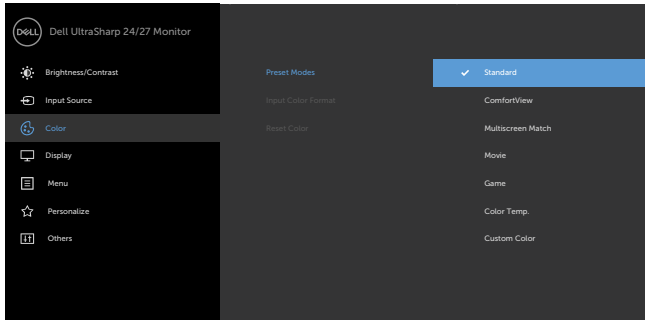 DELL Dell UltraSharp 24/27 Monitor
Brightness/Contrast
Input Source
Color
Display
Menu
Personalize
Others
Preset Modes
Input Color Format
Reset Color
Standard
ComfortView
Multiscreen Match
Movie
Game
Color Temp.
Custom Color